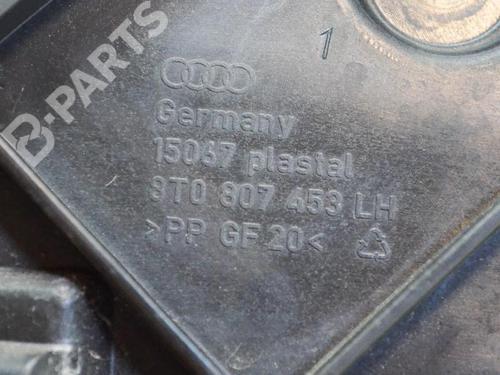 B-PARTS
1
Germany
15067 plastal
8T0 807 453 LH
>PP GF 20<